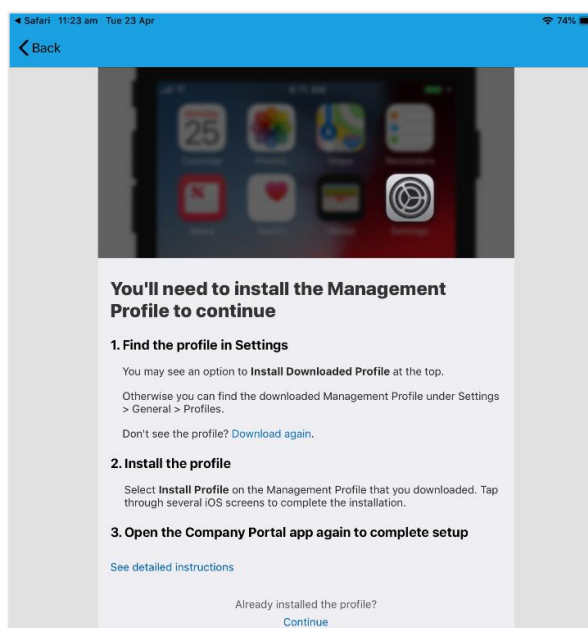 ◀ Safari 11:23 am Tue 23 Apr 74%
Back
25
You'll need to install the Management
Profile to continue
1. Find the profile in Settings
You may see an option to Install Downloaded Profile at the top.
Otherwise you can find the downloaded Management Profile under Settings
> General > Profiles.
Don't see the profile? Download again.
2. Install the profile
Select Install Profile on the Management Profile that you downloaded. Tap
through several iOS screens to complete the installation.
3. Open the Company Portal app again to complete setup
See detailed instructions
Already installed the profile?
Continue